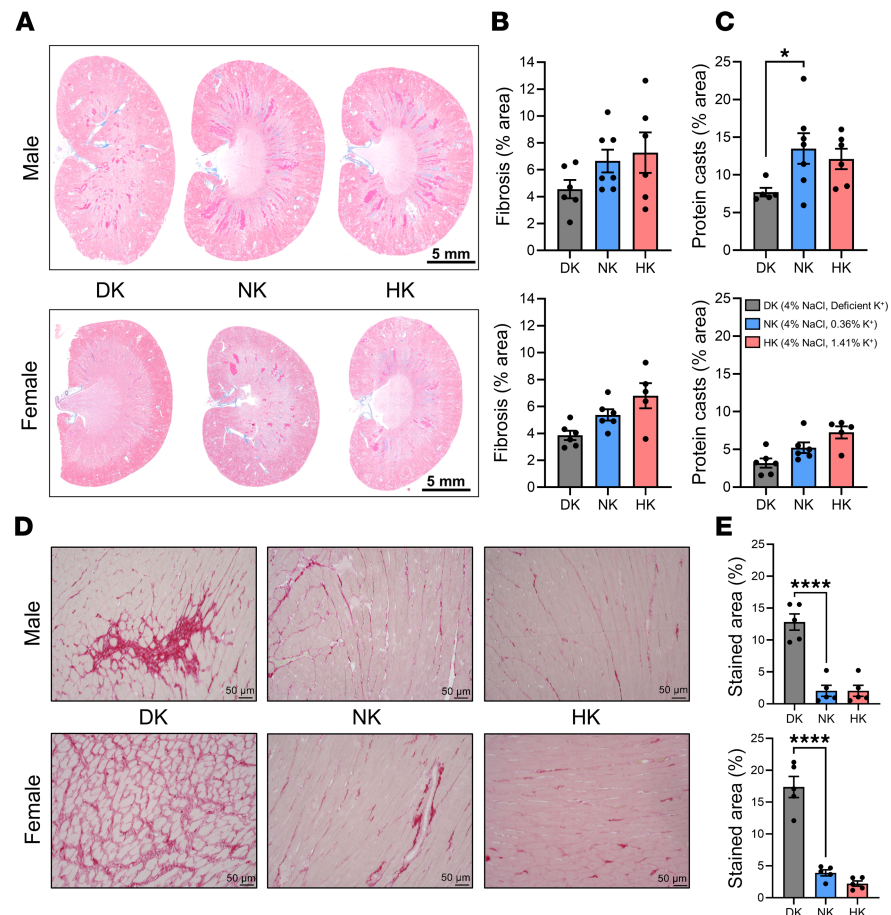 A
Male
5 mm
DK NK HK
Female
5 mm
B
Fibrosis (% area)
14
12
10
8
6
4
2
0
DK NK HK
Fibrosis (% area)
14
12
10
8
6
4
2
0
DK NK HK
C
Protein casts (% area)
25
20
15
10
5
0
*
DK NK HK
Protein casts (% area)
25
20
15
10
5
0
DK (4% NaCl, Deficient K⁺)
NK (4% NaCl, 0.36% K⁺)
HK (4% NaCl, 1.41% K⁺)
DK NK HK
D
Male
50 µm 50 µm 50 µm
DK NK HK
Female
50 µm 50 µm 50 µm
E
Stained area (%)
25
20
15
10
5
0
****
DK NK HK
Stained area (%)
25
20
15
10
5
0
****
DK NK HK